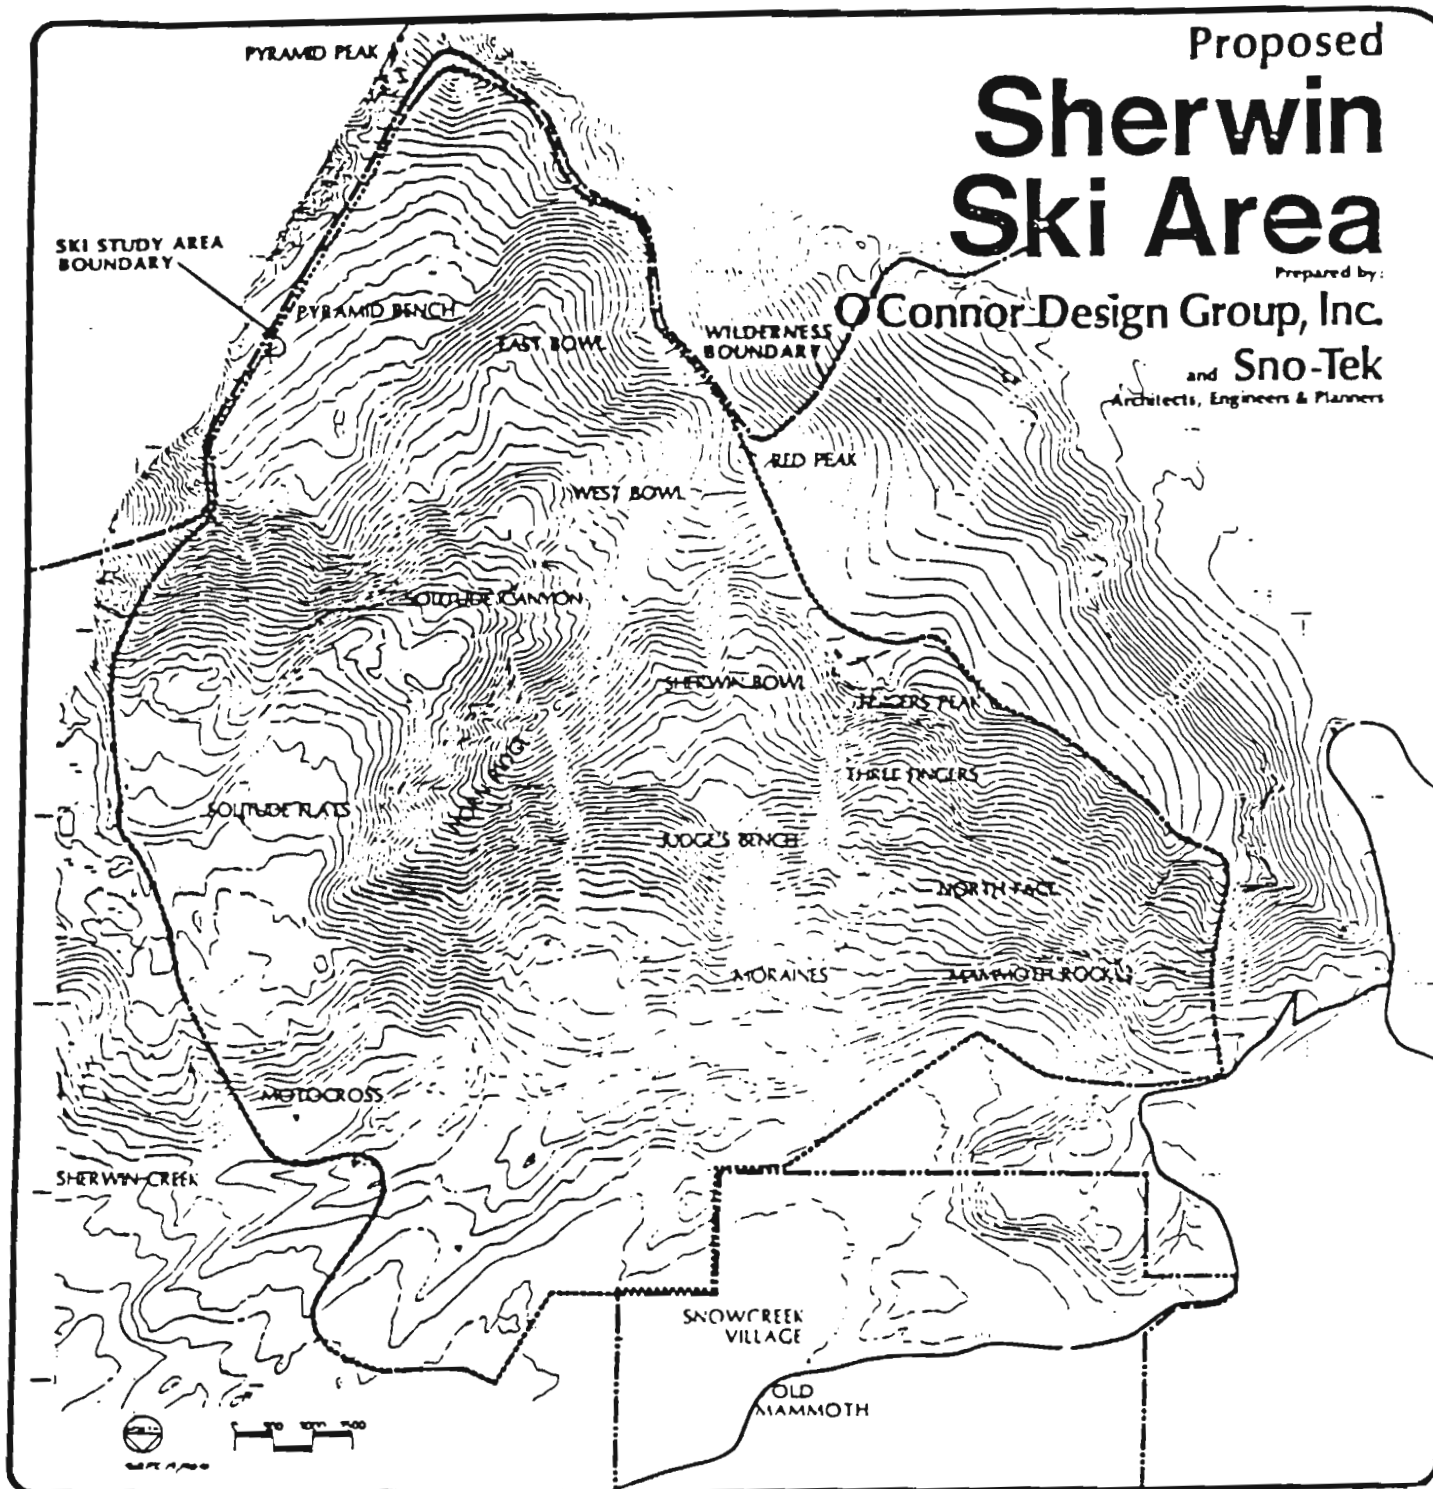 Proposed
Sherwin
Ski Area
Prepared by:
O'Connor Design Group, Inc.
and Sno-Tek
Architects, Engineers & Planners
PYRAMID PEAK
SKI STUDY AREA
BOUNDARY
PYRAMID BENCH
EAST BOWL
WILDERNESS
BOUNDARY
RED PEAK
WEST BOWL
SOLITUDE CANYON
SHERWIN BOWL
FINGERS PEAK
THREE FINGERS
SOLITUDE FLATS
JUDGE'S BENCH
NORTH FACE
MORAINES
MAMMOTH ROCK
MOTOCROSS
SHERWIN CREEK
SNOWCREEK
VILLAGE
OLD
MAMMOTH